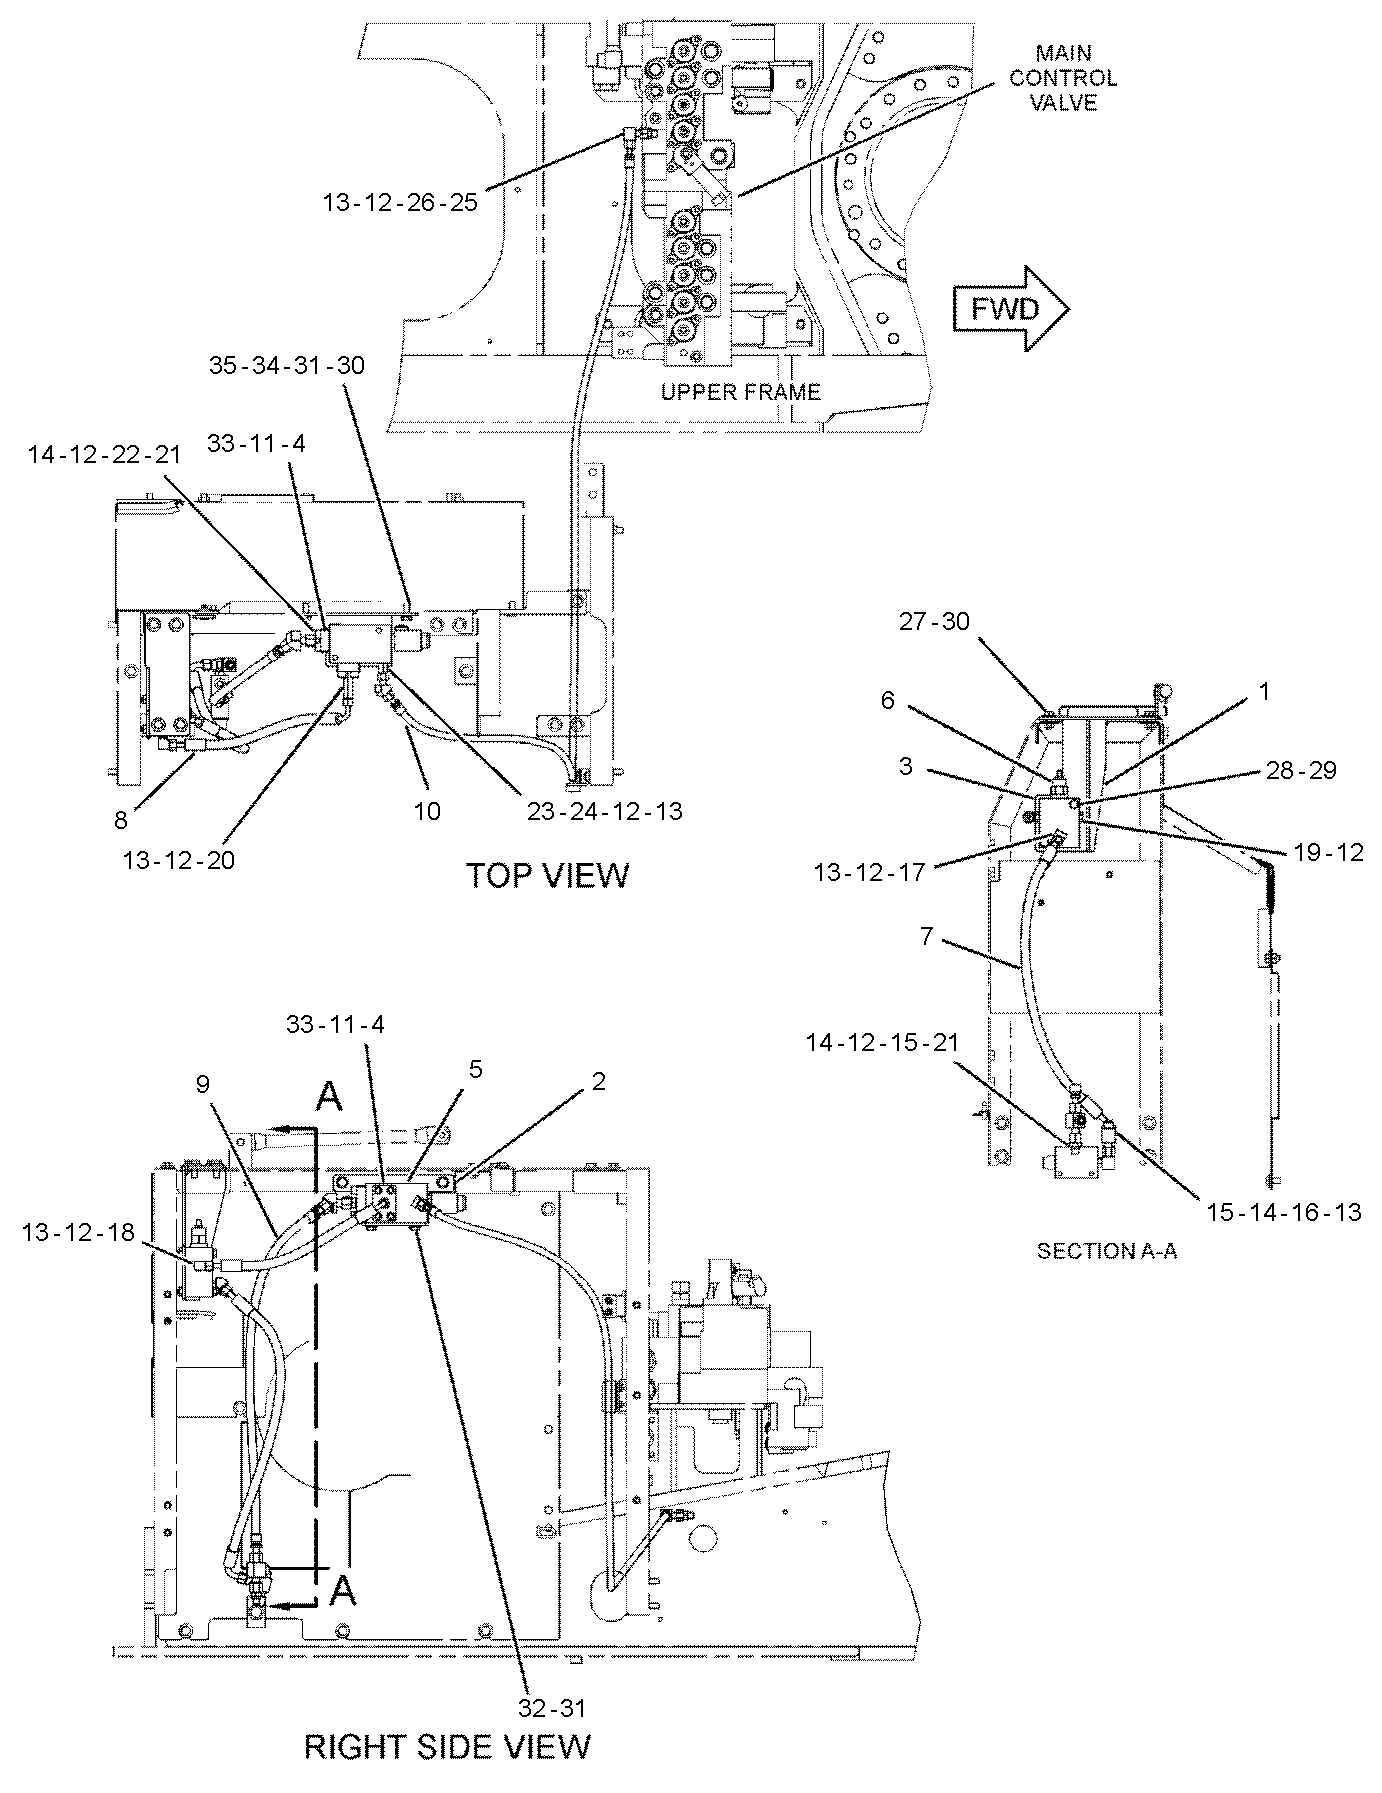 MAIN
CONTROL
VALVE
13-12-26-25
FWD
35-34-31-30
UPPER FRAME
33-11-4
14-12-22-21
27-30
6
1
3
28-29
8
10
23-24-12-13
13-12-20
TOP VIEW
19-12
13-12-17
7
33-11-4
14-12-15-21
5
2
9
A
15-14-16-13
13-12-18
SECTION A-A
A
32-31
RIGHT SIDE VIEW